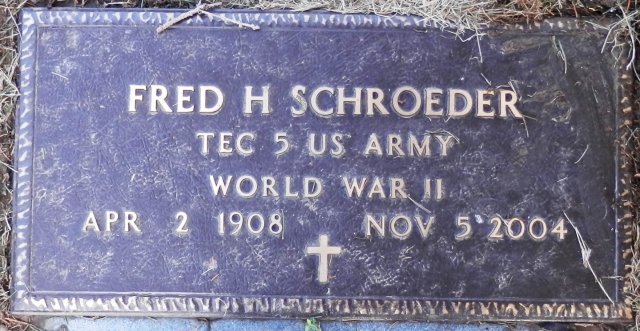 FRED H SCHROEDER
TEC 5 US ARMY
WORLD WAR II
APR 2 1908 NOV 5 2004